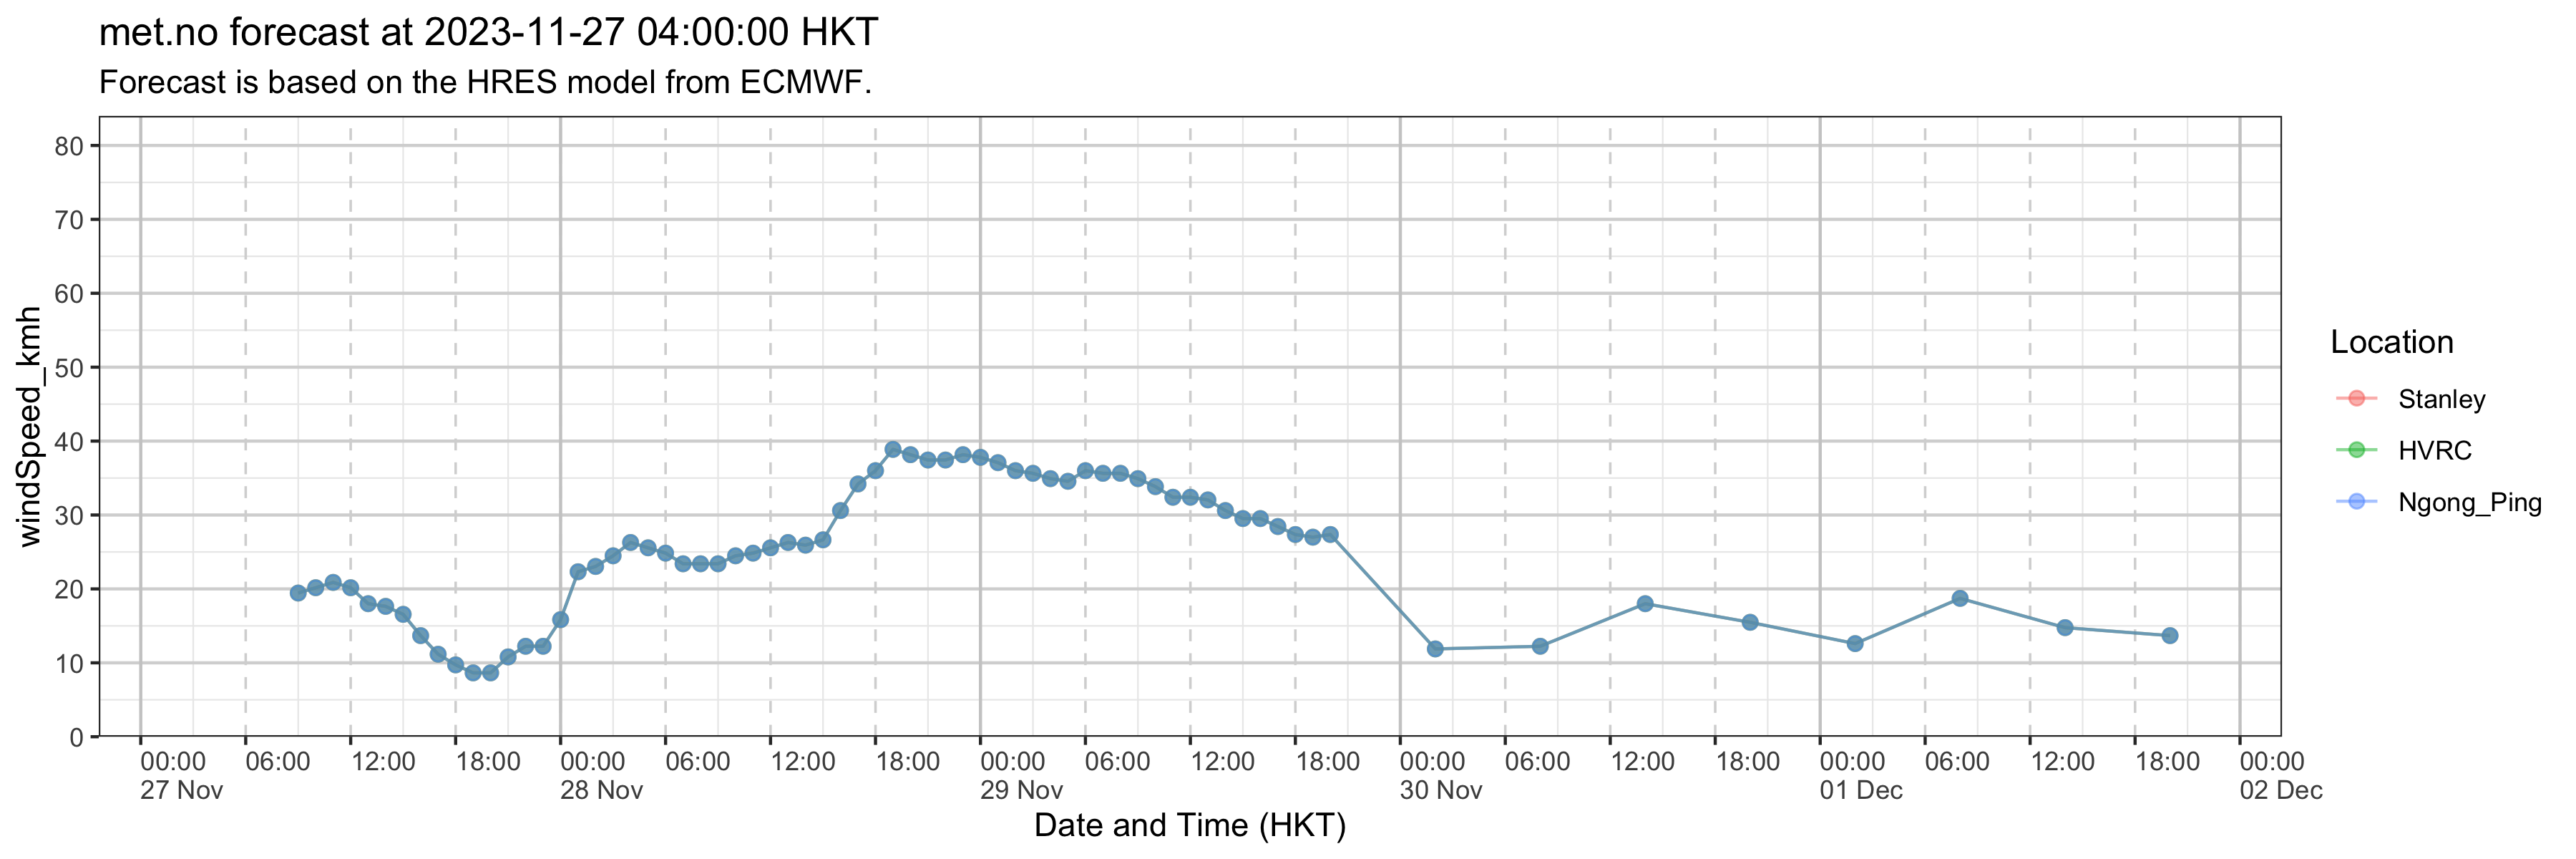 met.no forecast at 2023-11-27 04:00:00 HKT
Forecast is based on the HRES model from ECMWF.
windSpeed_kmh
80
70
60
50
40
30
20
10
0
00:00 06:00 12:00 18:00 00:00 06:00 12:00 18:00 00:00 06:00 12:00 18:00 00:00 06:00 12:00 18:00 00:00 06:00 12:00 18:00 00:00
27 Nov 28 Nov 29 Nov 30 Nov 01 Dec 02 Dec
Date and Time (HKT)
Location
Stanley
HVRC
Ngong_Ping